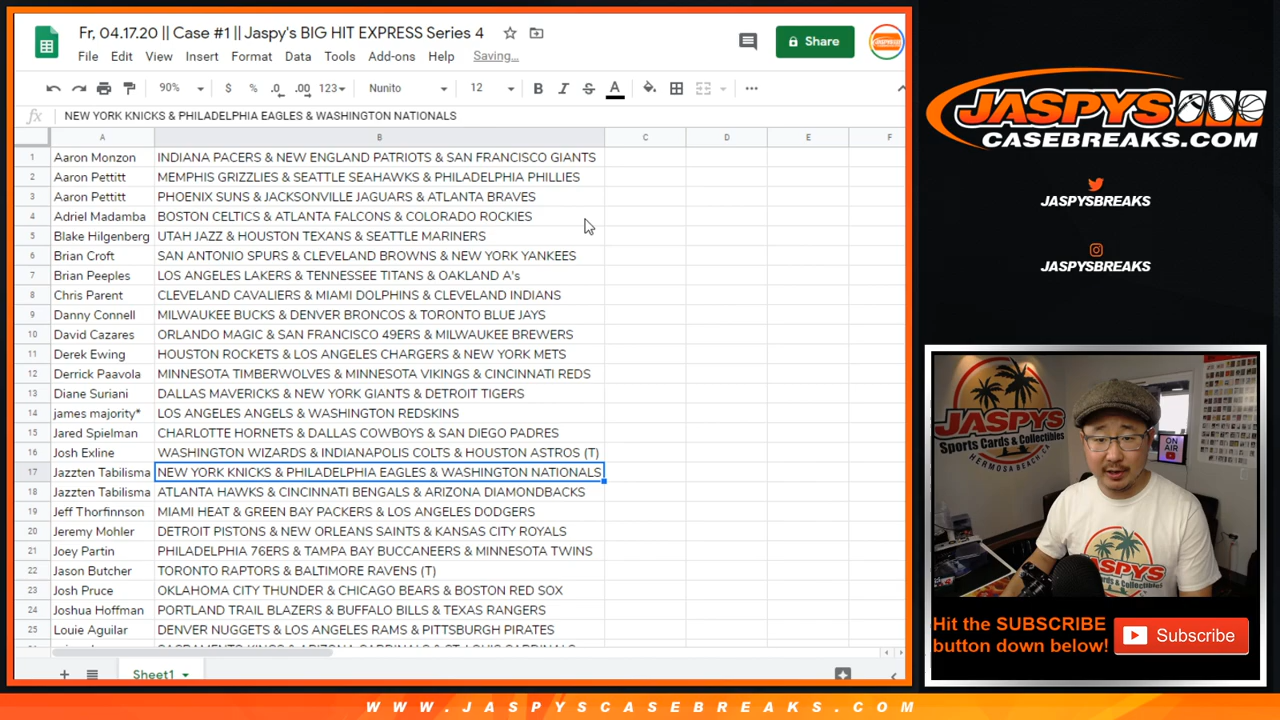 Fr, 04.17.20 || Case #1 || Jaspy's BIG HIT EXPRESS Series 4
File Edit View Insert Format Data Tools Add-ons Help Saving...
Share
90% $ % .0 .00 123 Nunito 12 B I S A
fx NEW YORK KNICKS & PHILADELPHIA EAGLES & WASHINGTON NATIONALS
A B C D E F
1 Aaron Monzon INDIANA PACERS & NEW ENGLAND PATRIOTS & SAN FRANCISCO GIANTS
2 Aaron Pettitt MEMPHIS GRIZZLIES & SEATTLE SEAHAWKS & PHILADELPHIA PHILLIES
3 Aaron Pettitt PHOENIX SUNS & JACKSONVILLE JAGUARS & ATLANTA BRAVES
4 Adriel Madamba BOSTON CELTICS & ATLANTA FALCONS & COLORADO ROCKIES
5 Blake Hilgenberg UTAH JAZZ & HOUSTON TEXANS & SEATTLE MARINERS
6 Brian Croft SAN ANTONIO SPURS & CLEVELAND BROWNS & NEW YORK YANKEES
7 Brian Peeples LOS ANGELES LAKERS & TENNESSEE TITANS & OAKLAND A's
8 Chris Parent CLEVELAND CAVALIERS & MIAMI DOLPHINS & CLEVELAND INDIANS
9 Danny Connell MILWAUKEE BUCKS & DENVER BRONCOS & TORONTO BLUE JAYS
10 David Cazares ORLANDO MAGIC & SAN FRANCISCO 49ERS & MILWAUKEE BREWERS
11 Derek Ewing HOUSTON ROCKETS & LOS ANGELES CHARGERS & NEW YORK METS
12 Derrick Paavola MINNESOTA TIMBERWOLVES & MINNESOTA VIKINGS & CINCINNATI REDS
13 Diane Suriani DALLAS MAVERICKS & NEW YORK GIANTS & DETROIT TIGERS
14 james majority* LOS ANGELES ANGELS & WASHINGTON REDSKINS
15 Jared Spielman CHARLOTTE HORNETS & DALLAS COWBOYS & SAN DIEGO PADRES
16 Josh Exline WASHINGTON WIZARDS & INDIANAPOLIS COLTS & HOUSTON ASTROS (T)
17 Jazzten Tabilisma NEW YORK KNICKS & PHILADELPHIA EAGLES & WASHINGTON NATIONALS
18 Jazzten Tabilisma ATLANTA HAWKS & CINCINNATI BENGALS & ARIZONA DIAMONDBACKS
19 Jeff Thorfinnson MIAMI HEAT & GREEN BAY PACKERS & LOS ANGELES DODGERS
20 Jeremy Mohler DETROIT PISTONS & NEW ORLEANS SAINTS & KANSAS CITY ROYALS
21 Joey Partin PHILADELPHIA 76ERS & TAMPA BAY BUCCANEERS & MINNESOTA TWINS
22 Jason Butcher TORONTO RAPTORS & BALTIMORE RAVENS (T)
23 Josh Pruce OKLAHOMA CITY THUNDER & CHICAGO BEARS & BOSTON RED SOX
24 Joshua Hoffman PORTLAND TRAIL BLAZERS & BUFFALO BILLS & TEXAS RANGERS
25 Louie Aguilar DENVER NUGGETS & LOS ANGELES RAMS & PITTSBURGH PIRATES
SACRAMENTO KINGS & ARIZONA CARDINALS & ST. LOUIS CARDINALS
Sheet1
JASPYS
CASEBREAKS.COM
JASPYSBREAKS
JASPYSBREAKS
JASPYS
Sports Cards & Collectibles
HERMOSA BEACH
ON AIR
JASPYS
Hit the SUBSCRIBE
button down below!
Subscribe
WWW.JASPYSCASEBREAKS.COM